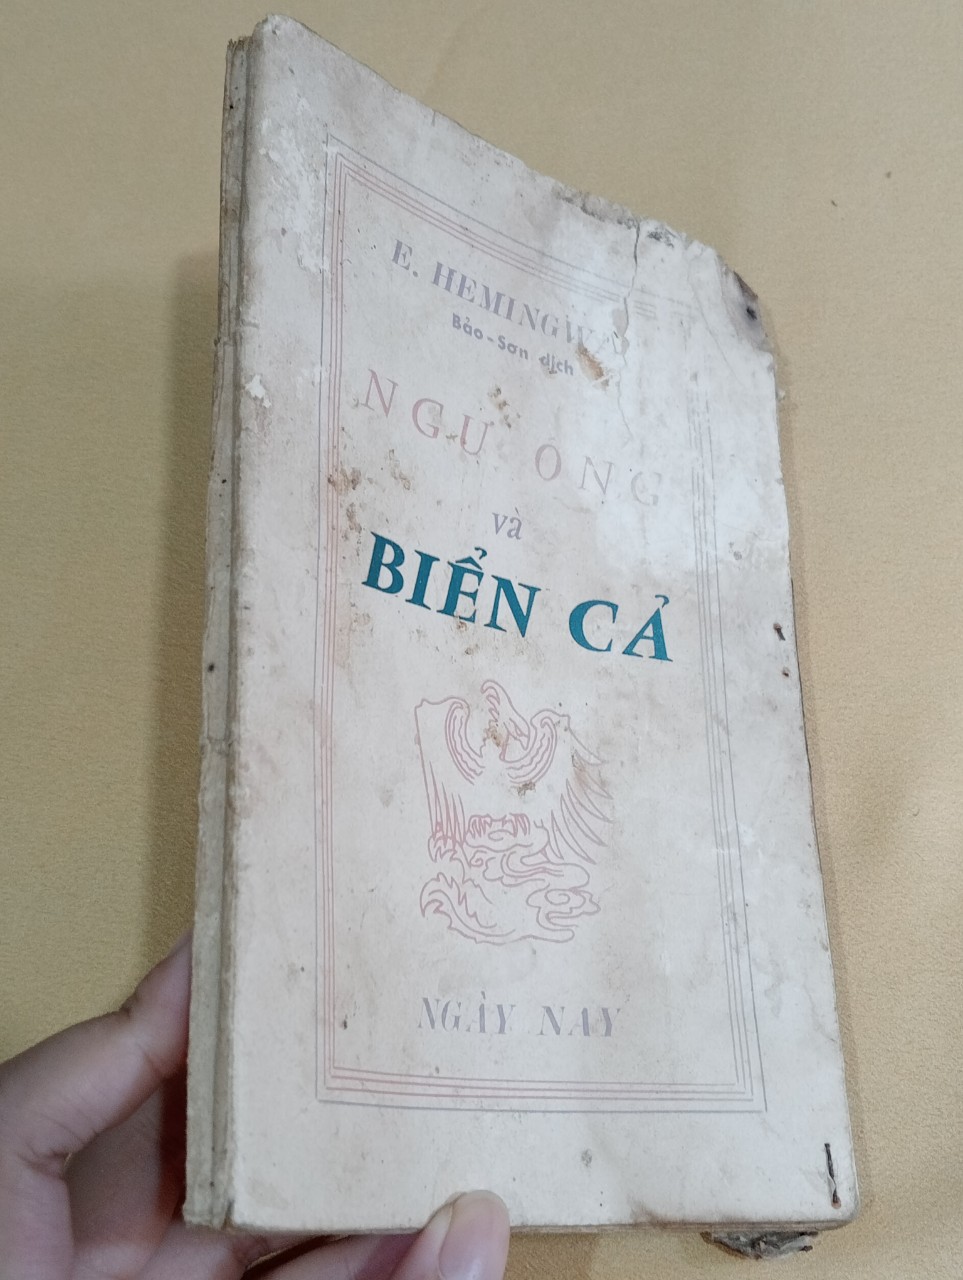 E. HEMINGWAY
Bảo-Sơn dịch
NGƯ ÔNG
và
BIỂN CẢ
NGÀY NAY